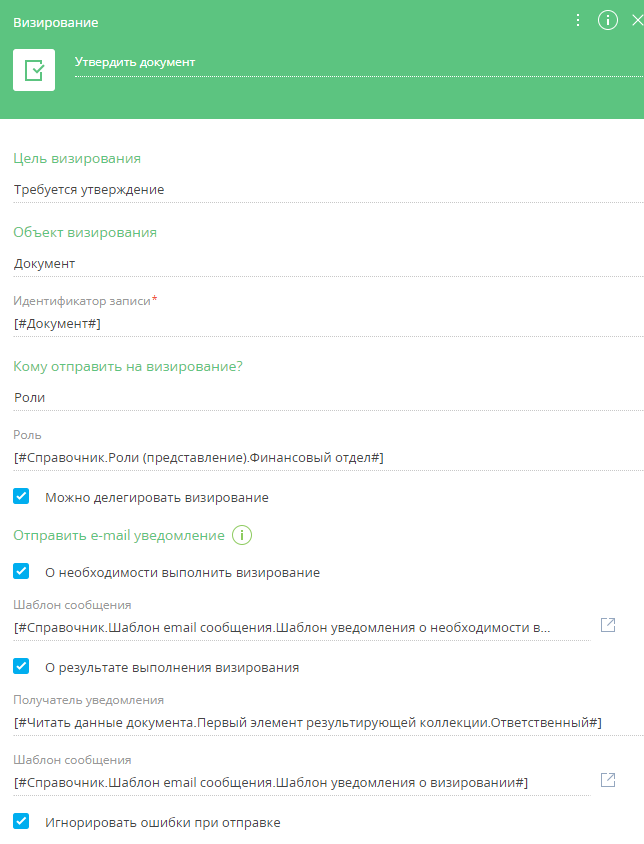 Визирование
Утвердить документ
Цель визирования
Требуется утверждение
Объект визирования
Документ
Идентификатор записи*
[#Документ#]
Кому отправить на визирование?
Роли
Роль
[#Справочник.Роли (представление).Финансовый отдел#]
Можно делегировать визирование
Отправить e-mail уведомление
О необходимости выполнить визирование
Шаблон сообщения
[#Справочник.Шаблон email сообщения.Шаблон уведомления о необходимости в...
О результате выполнения визирования
Получатель уведомления
[#Читать данные документа.Первый элемент результирующей коллекции.Ответственный#]
Шаблон сообщения
[#Справочник.Шаблон email сообщения.Шаблон уведомления о визировании#]
Игнорировать ошибки при отправке